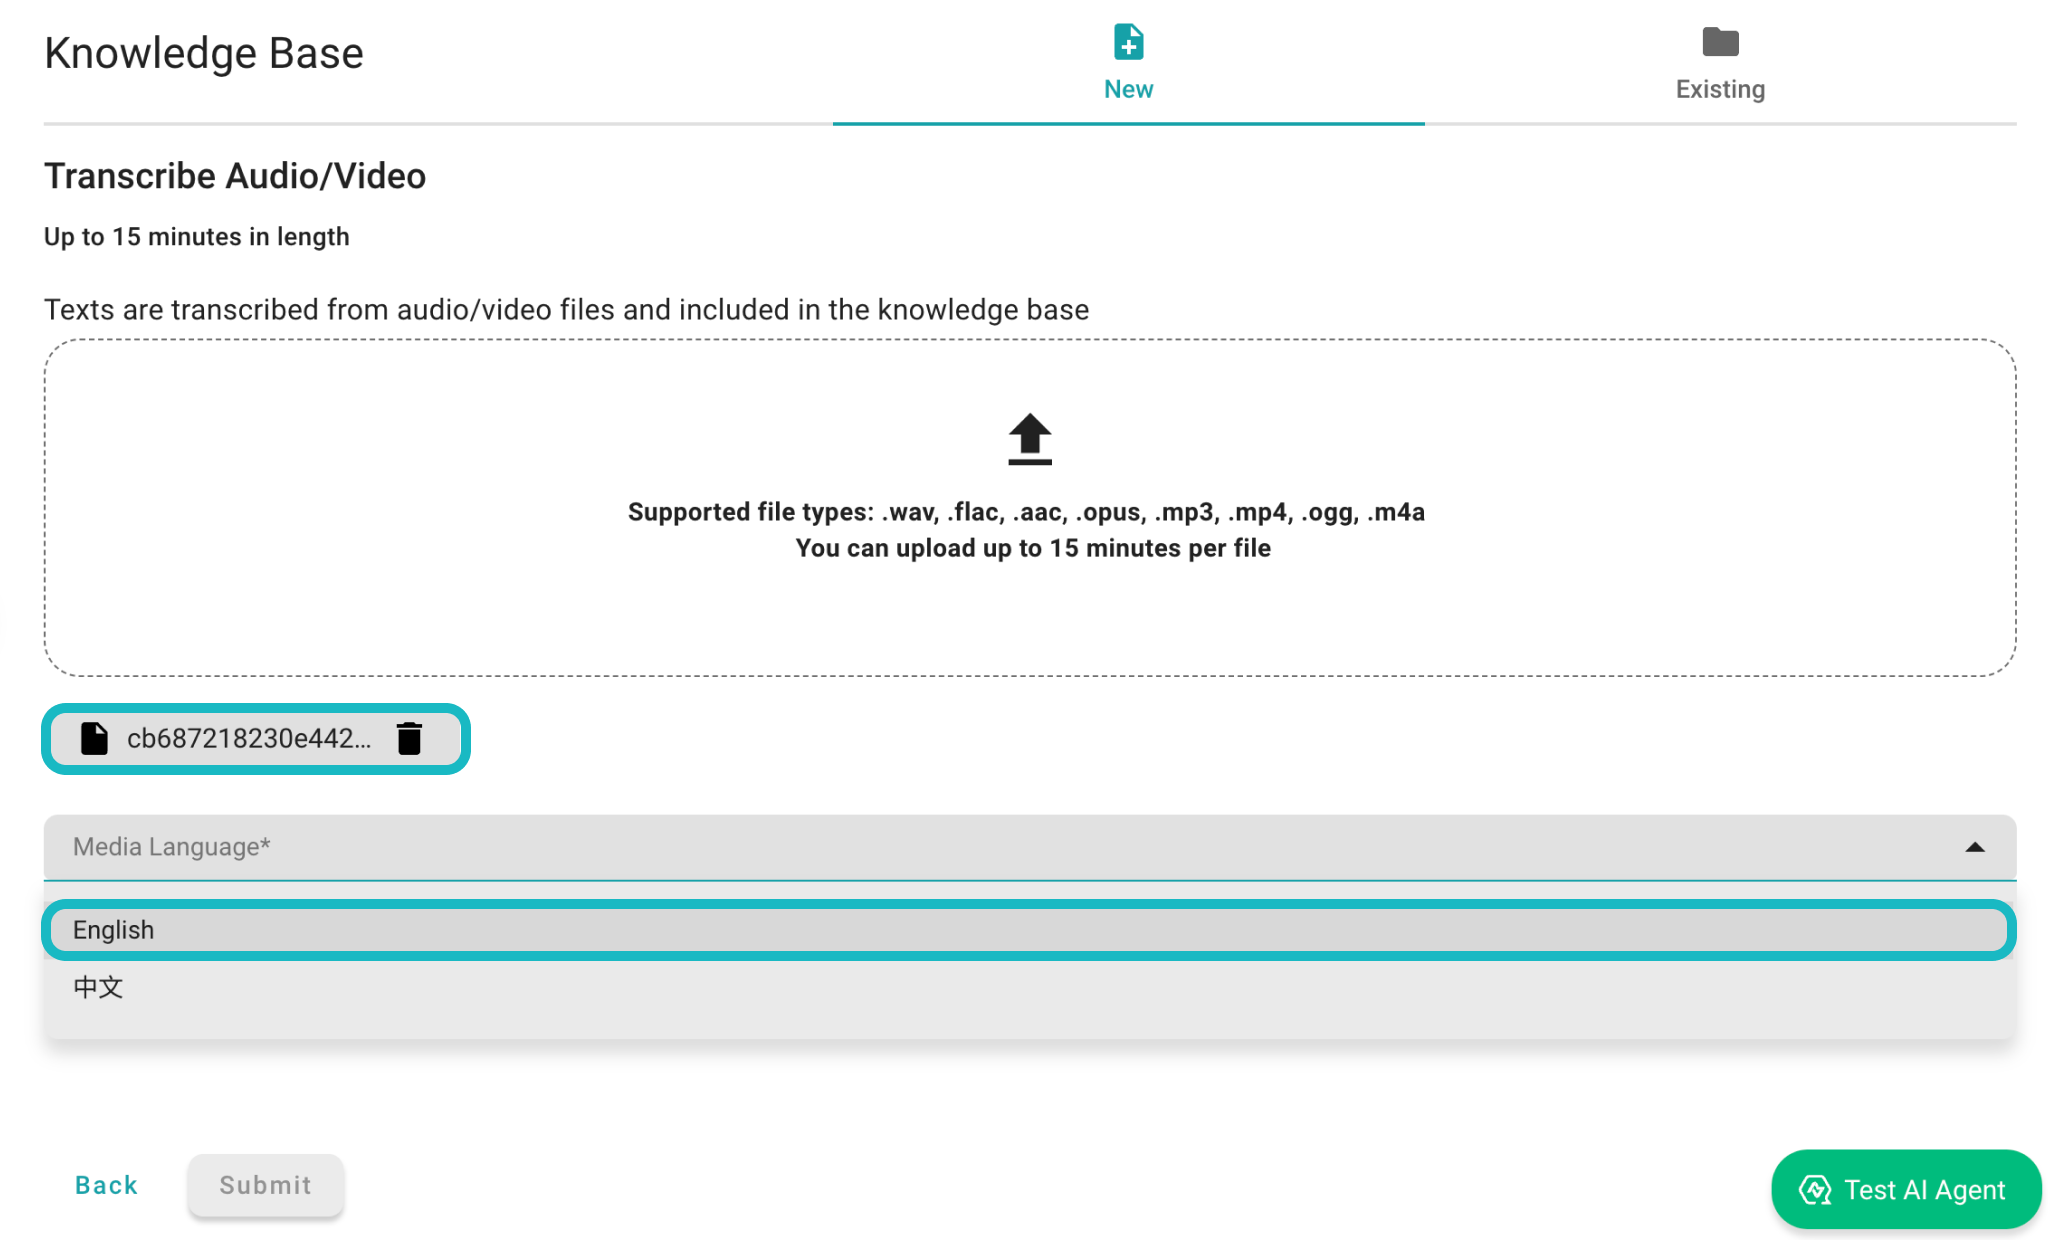 Knowledge Base
New
Existing
Transcribe Audio/Video
Up to 15 minutes in length
Texts are transcribed from audio/video files and included in the knowledge base
Supported file types: .wav, .flac, .aac, .opus, .mp3, .mp4, .ogg, .m4a
You can upload up to 15 minutes per file
cb687218230e442...
Media Language*
English
中文
Back
Submit
Test AI Agent